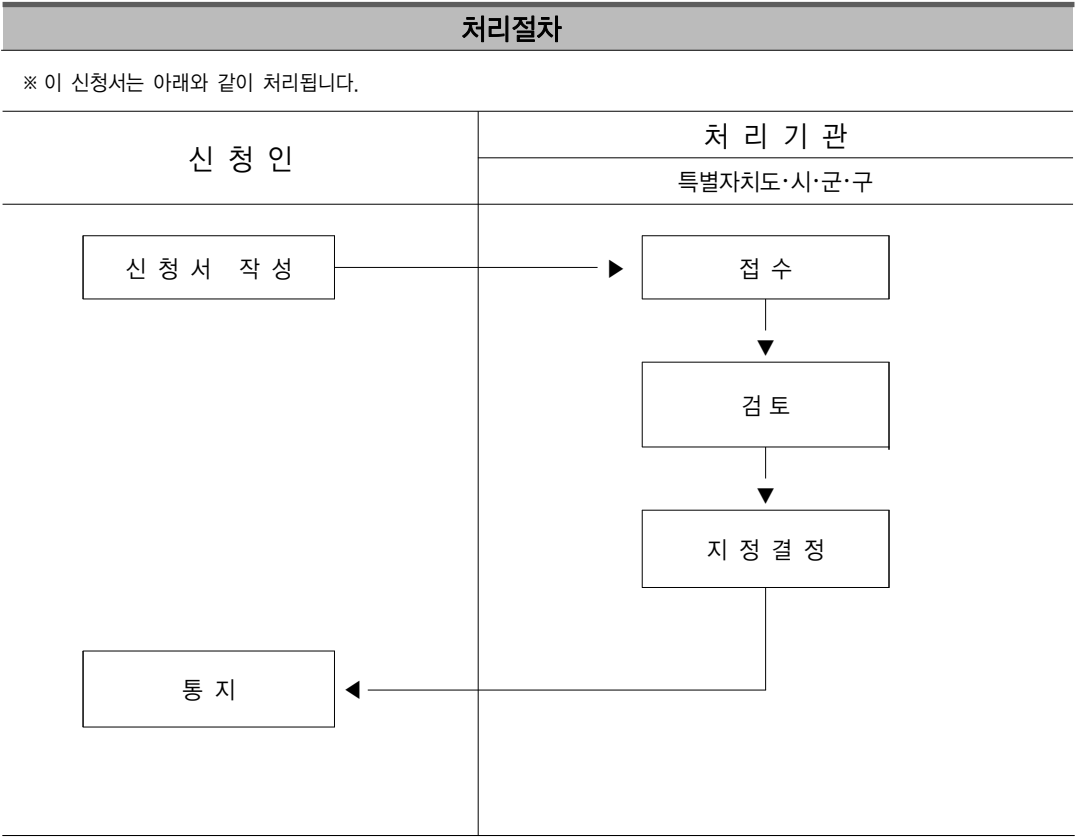 처리절차
※ 이 신청서는 아래와 같이 처리됩니다.
신 청 인
처 리 기 관
특별자치도·시·군·구
신 청 서 작 성
접 수
검 토
지 정 결 정
통 지